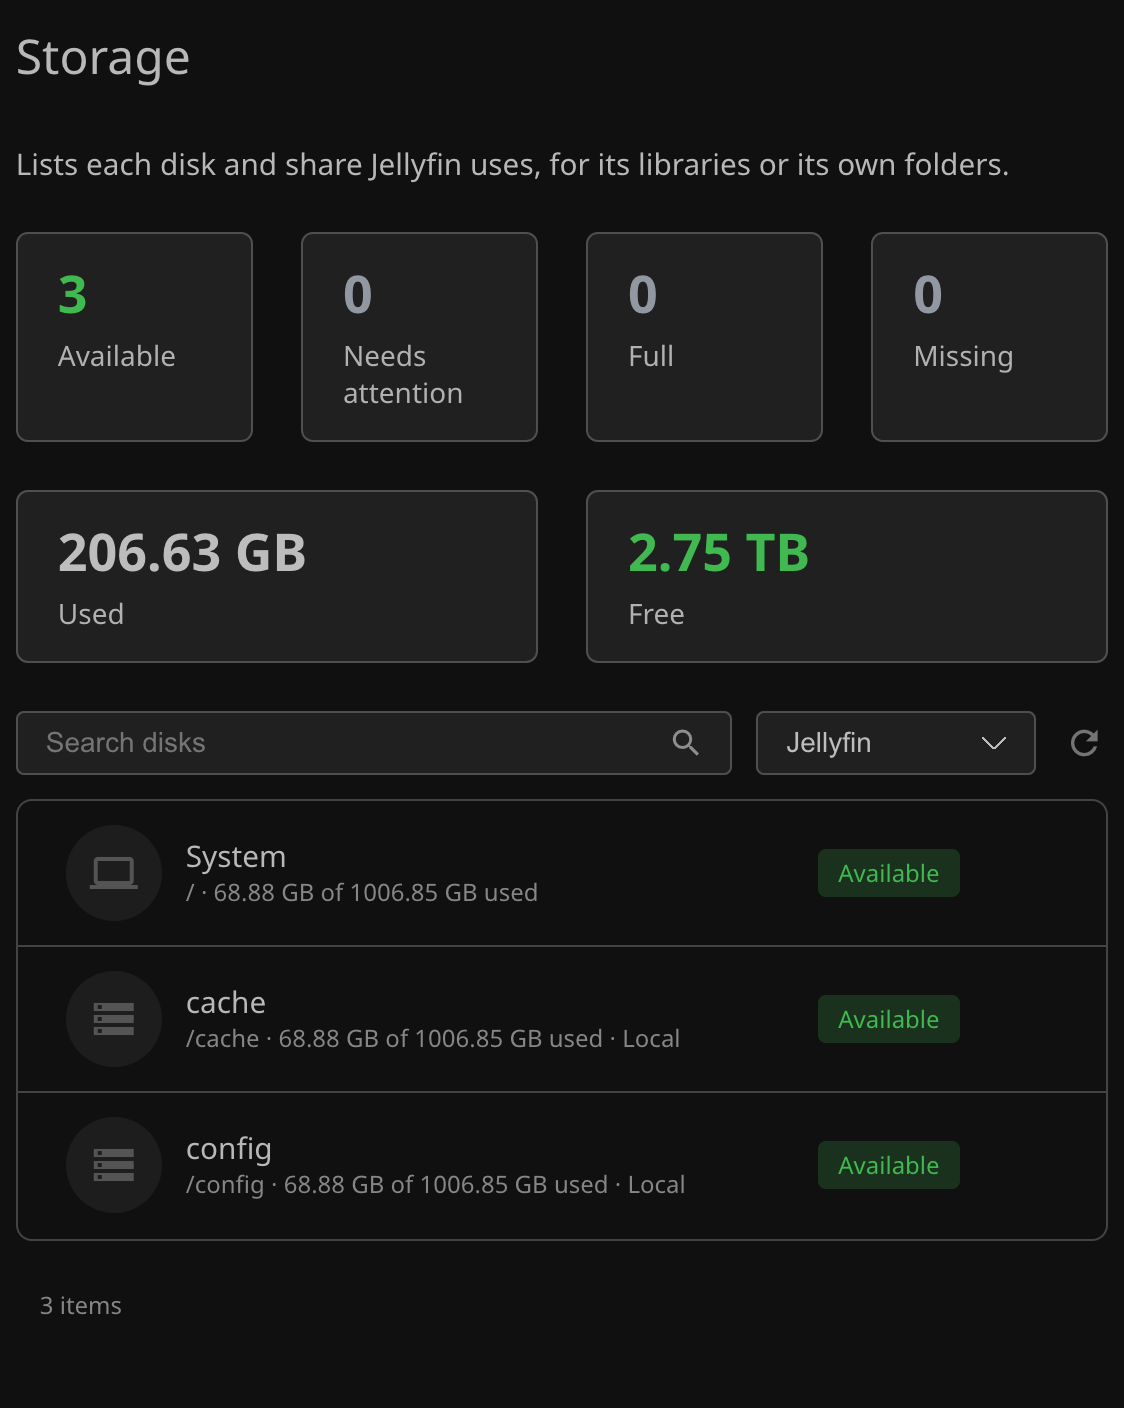 Storage
Lists each disk and share Jellyfin uses, for its libraries or its own folders.
3
Available
0
Needs
attention
0
Full
0
Missing
206.63 GB
Used
2.75 TB
Free
Search disks
Jellyfin
System
/ · 68.88 GB of 1006.85 GB used
Available
cache
/cache · 68.88 GB of 1006.85 GB used · Local
Available
config
/config · 68.88 GB of 1006.85 GB used · Local
Available
3 items